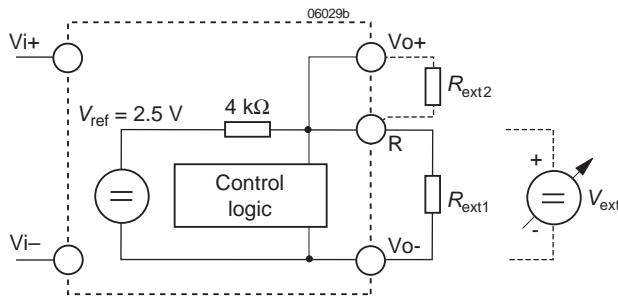 06029b
Vi+
Vo+
Vref = 2.5 V
4 kΩ
Rext2
R
Control
logic
Rext1
+
Vext
-
Vi–
Vo-